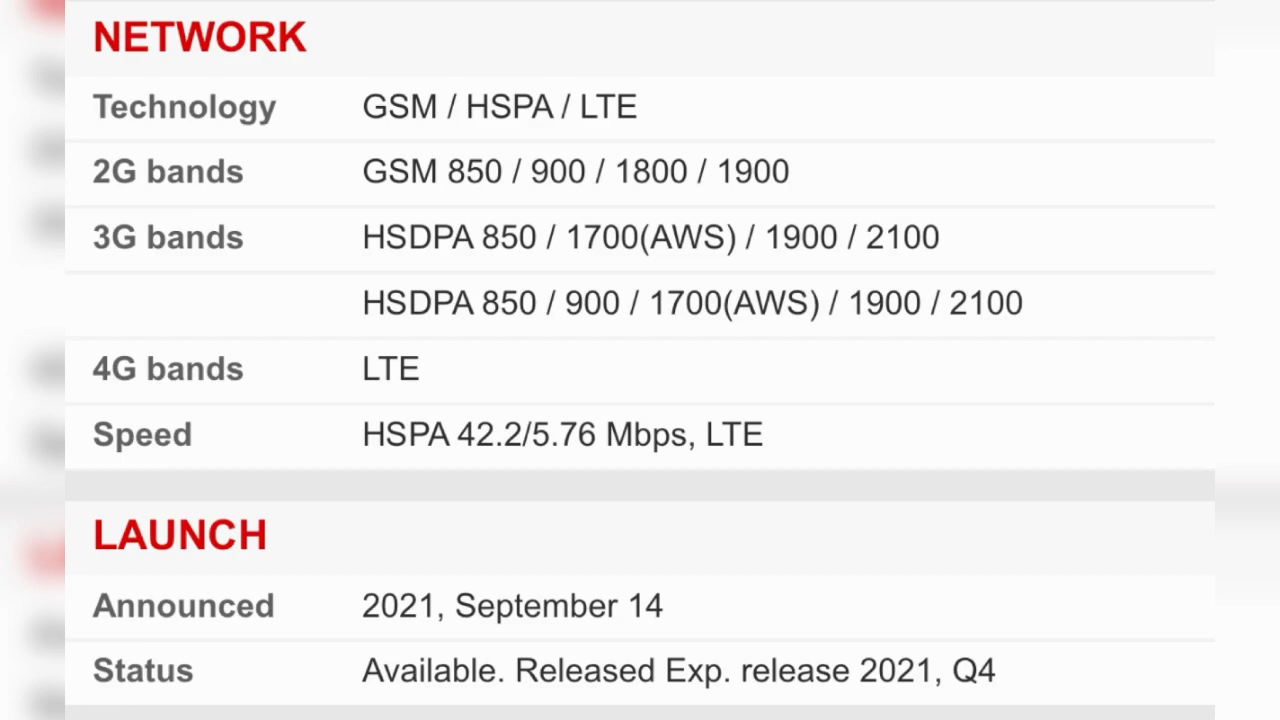 NETWORK
Technology GSM / HSPA / LTE
2G bands GSM 850 / 900 / 1800 / 1900
3G bands HSDPA 850 / 1700(AWS) / 1900 / 2100
HSDPA 850 / 900 / 1700(AWS) / 1900 / 2100
4G bands LTE
Speed HSPA 42.2/5.76 Mbps, LTE
LAUNCH
Announced 2021, September 14
Status Available. Released Exp. release 2021, Q4